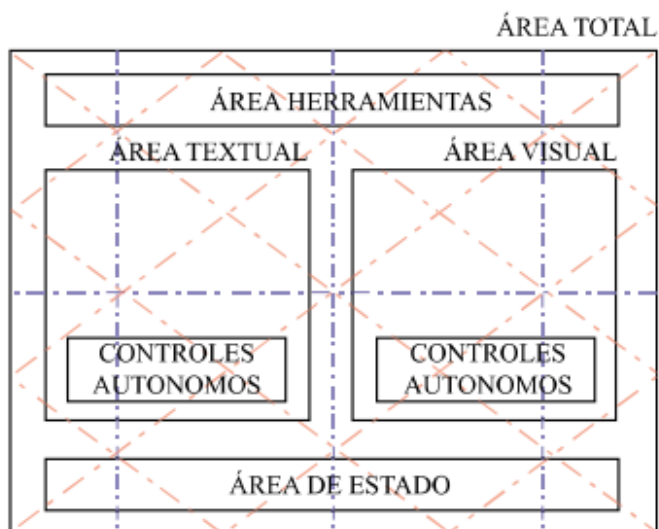 ÁREA TOTAL
ÁREA HERRAMIENTAS
ÁREA TEXTUAL
ÁREA VISUAL
CONTROLES
AUTONOMOS
CONTROLES
AUTONOMOS
ÁREA DE ESTADO